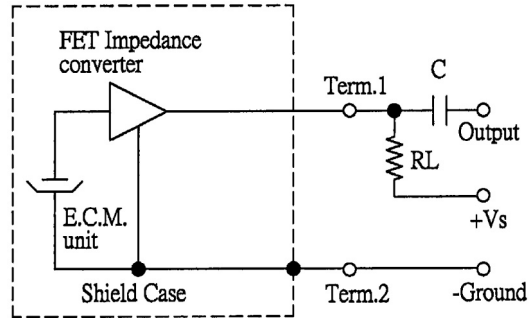 FET Impedance
converter
Term.1
C
Output
RL
+Vs
E.C.M.
unit
Shield Case
Term.2
-Ground